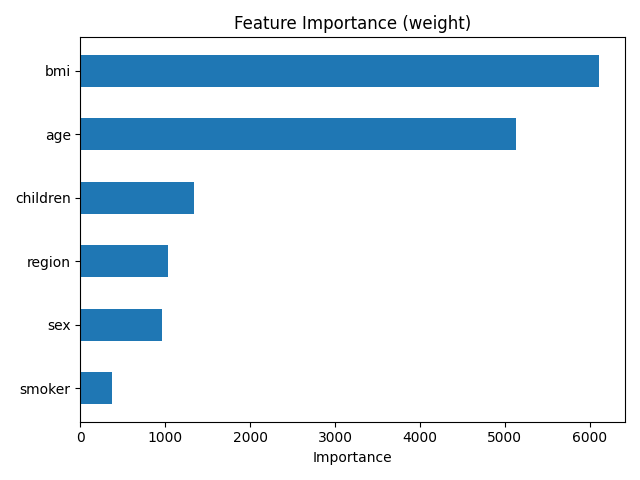 Feature Importance (weight)
bmi
age
children
region
sex
smoker
0 1000 2000 3000 4000 5000 6000
Importance